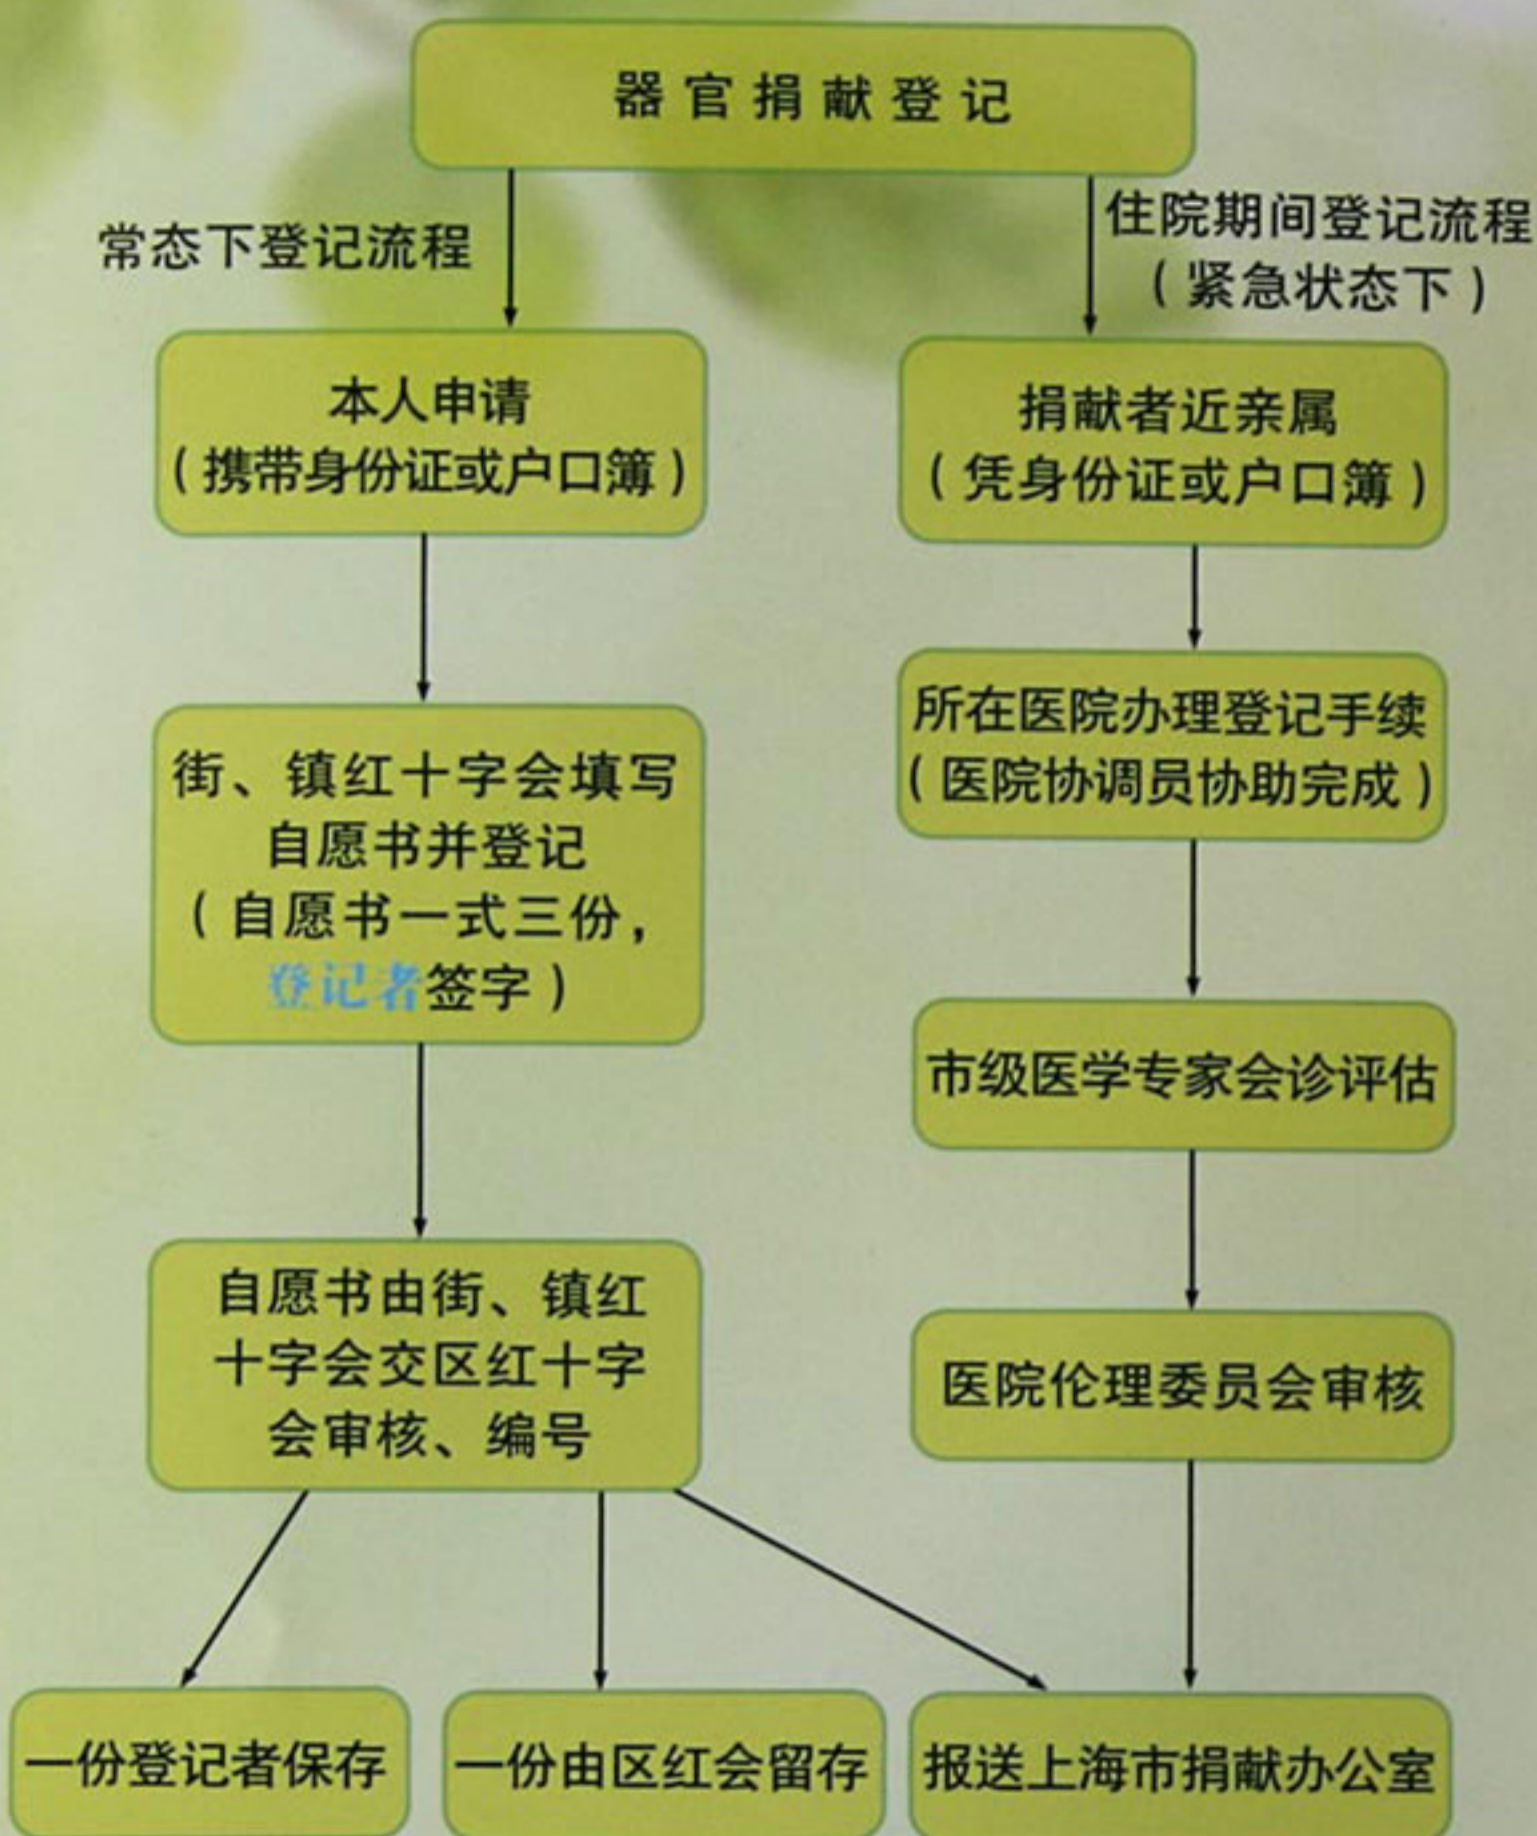 器官捐献登记
常态下登记流程
住院期间登记流程
（紧急状态下）
本人申请
（携带身份证或户口簿）
捐献者近亲属
（凭身份证或户口簿）
街、镇红十字会填写
自愿书并登记
（自愿书一式三份，
登记者签字）
所在医院办理登记手续
（医院协调员协助完成）
市级医学专家会诊评估
自愿书由街、镇红
十字会交区红十字
会审核、编号
医院伦理委员会审核
一份登记者保存
一份由区红会留存
报送上海市捐献办公室